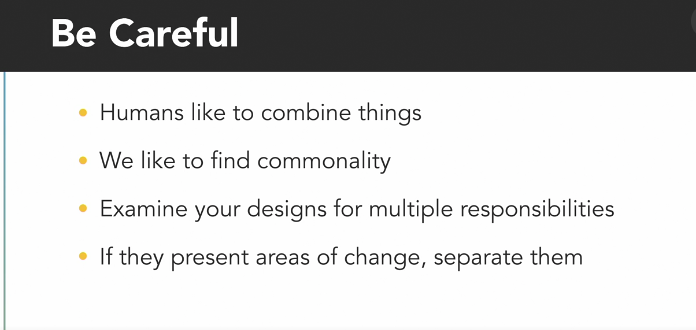 Be Careful
Humans like to combine things
We like to find commonality
Examine your designs for multiple responsibilities
If they present areas of change, separate them